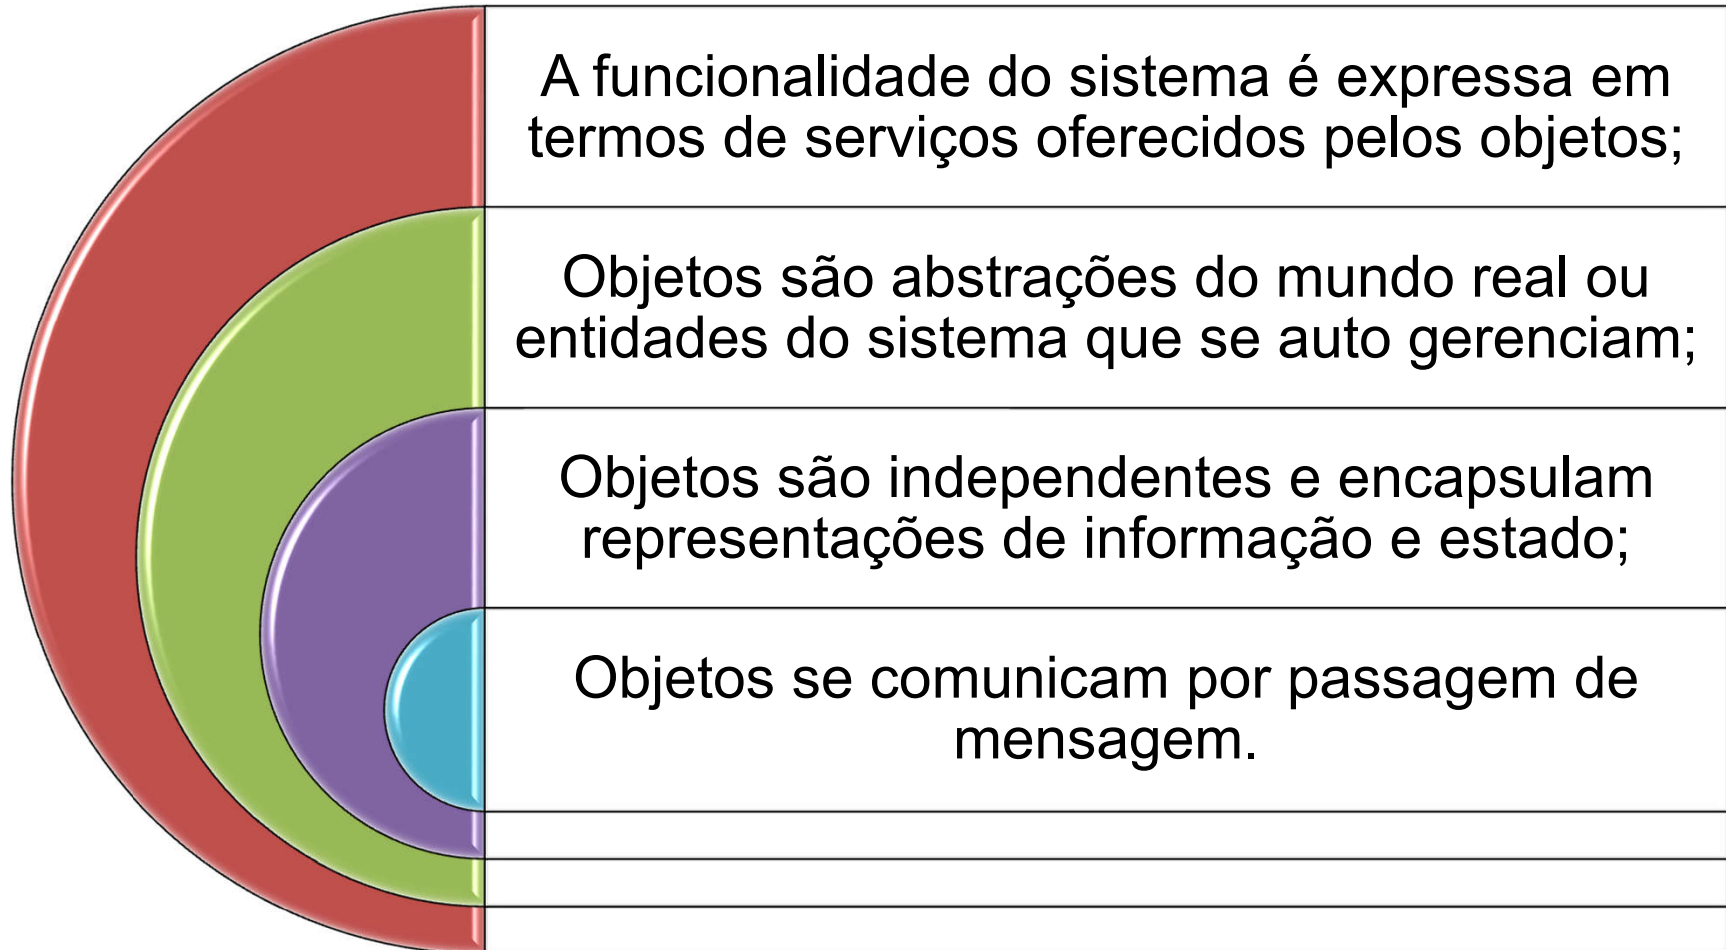 A funcionalidade do sistema é expressa em
termos de serviços oferecidos pelos objetos;
Objetos são abstrações do mundo real ou
entidades do sistema que se auto gerenciam;
Objetos são independentes e encapsulam
representações de informação e estado;
Objetos se comunicam por passagem de
mensagem.